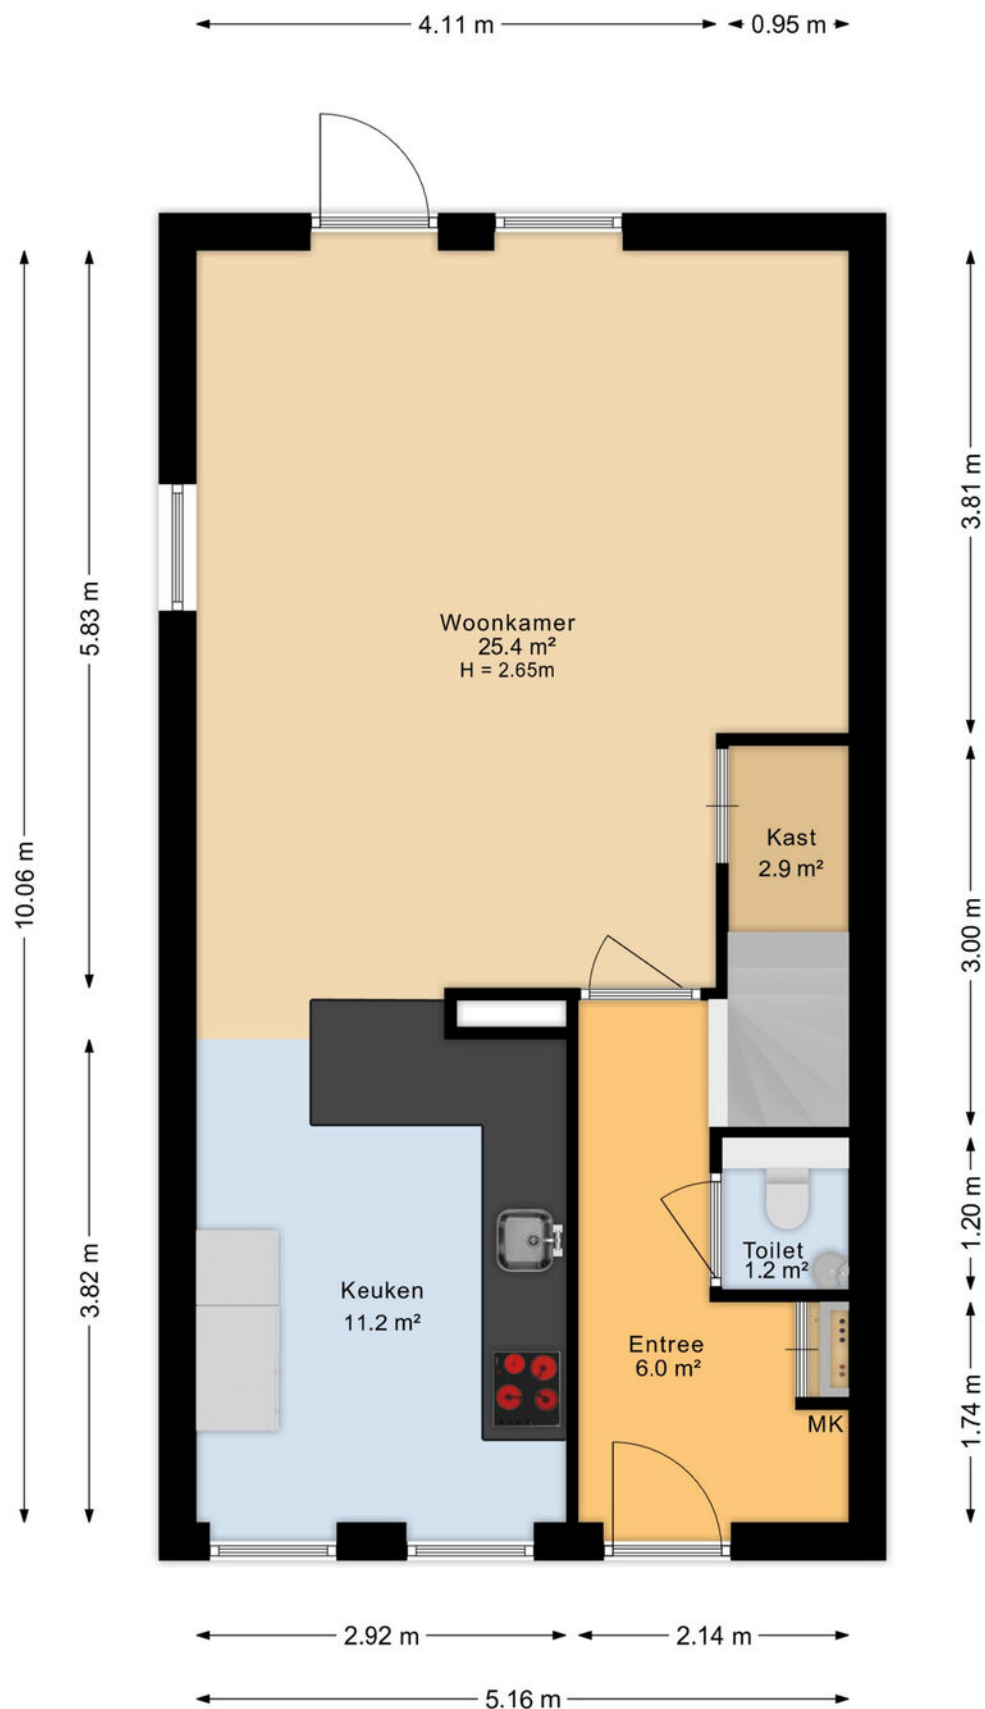 4.11 m
0.95 m
3.81 m
5.83 m
Woonkamer
25.4 m²
H = 2.65m
Kast
2.9 m²
10.06 m
3.00 m
1.20 m
3.82 m
Toilet
1.2 m²
Keuken
11.2 m²
Entree
6.0 m²
MK
1.74 m
2.92 m
2.14 m
5.16 m